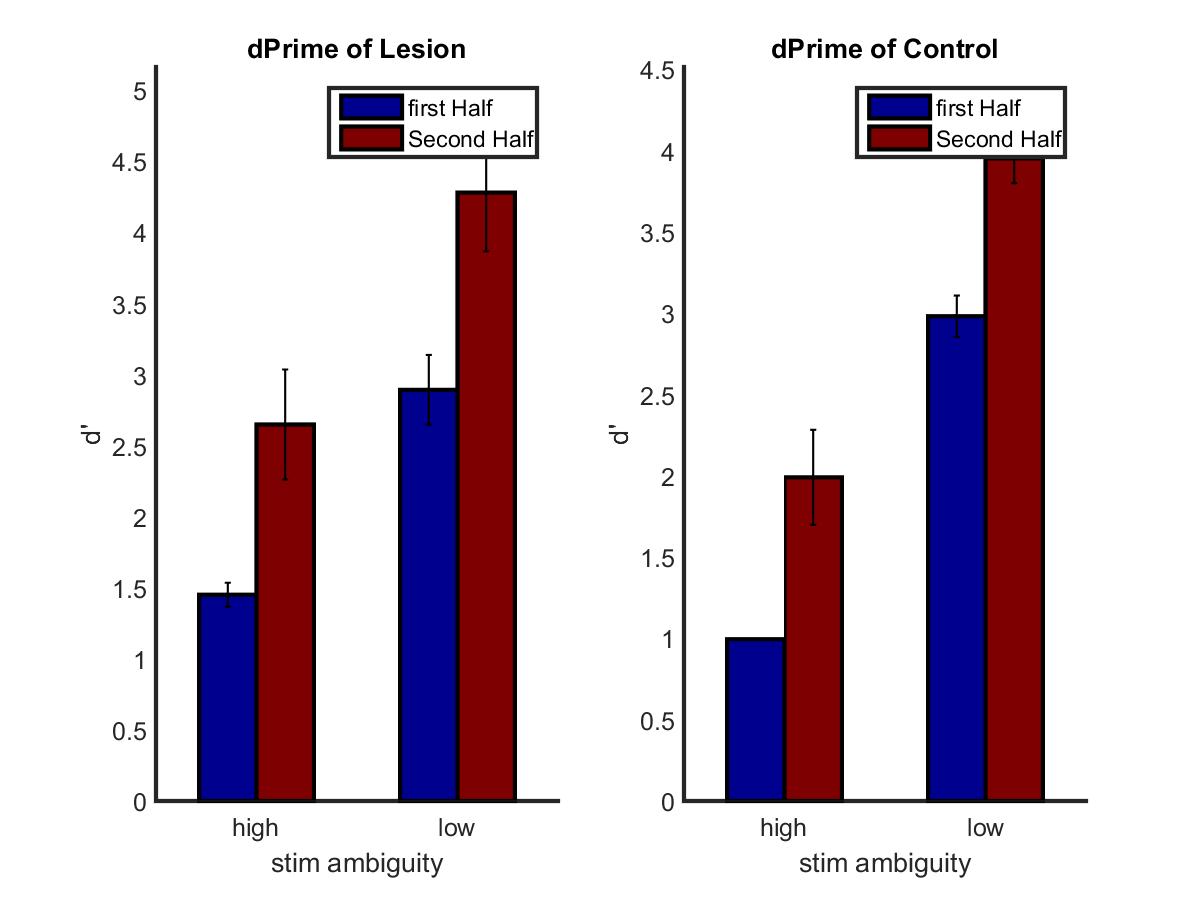 dPrime of Lesion
5
4.5
4
3.5
3
2.5
2
1.5
1
0.5
0
d'
first Half
Second Half
high
low
stim ambiguity
dPrime of Control
4.5
4
3.5
3
2.5
2
1.5
1
0.5
0
d'
first Half
Second Half
high
low
stim ambiguity